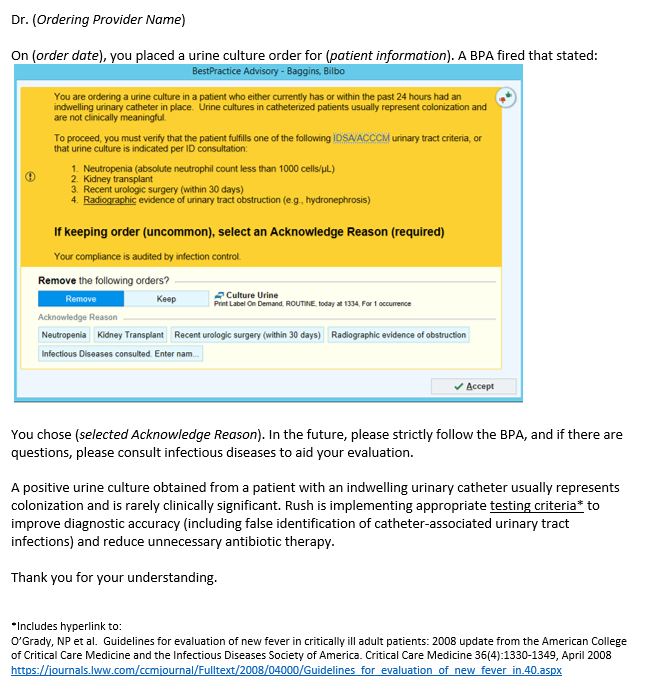 Dr. (Ordering Provider Name)
On (order date), you placed a urine culture order for (patient information). A BPA fired that stated:
BestPractice Advisory - Baggins, Bilbo
You are ordering a urine culture in a patient who either currently has or within the past 24 hours had an
indwelling urinary catheter in place. Urine cultures in catheterized patients usually represent colonization and
are not clinically meaningful.
To proceed, you must verify that the patient fulfills one of the following IDSA/ACCCM urinary tract criteria, or
that urine culture is indicated per ID consultation:
1. Neutropenia (absolute neutrophil count less than 1000 cells/µL)
2. Kidney transplant
3. Recent urologic surgery (within 30 days)
4. Radiographic evidence of urinary tract obstruction (e.g., hydronephrosis)
If keeping order (uncommon), select an Acknowledge Reason (required)
Your compliance is audited by infection control.
Remove the following orders?
Remove Keep Culture Urine
Print Label On Demand, ROUTINE, today at 1334, For 1 occurrence
Acknowledge Reason
Neutropenia Kidney Transplant Recent urologic surgery (within 30 days) Radiographic evidence of obstruction
Infectious Diseases consulted. Enter nam...
Accept
You chose (selected Acknowledge Reason). In the future, please strictly follow the BPA, and if there are
questions, please consult infectious diseases to aid your evaluation.
A positive urine culture obtained from a patient with an indwelling urinary catheter usually represents
colonization and is rarely clinically significant. Rush is implementing appropriate testing criteria* to
improve diagnostic accuracy (including false identification of catheter-associated urinary tract
infections) and reduce unnecessary antibiotic therapy.
Thank you for your understanding.
*Includes hyperlink to:
O'Grady, NP et al. Guidelines for evaluation of new fever in critically ill adult patients: 2008 update from the American College
of Critical Care Medicine and the Infectious Diseases Society of America. Critical Care Medicine 36(4):1330-1349, April 2008
https://journals.lww.com/ccmjournal/Fulltext/2008/04000/Guidelines_for_evaluation_of_new_fever_in.40.aspx